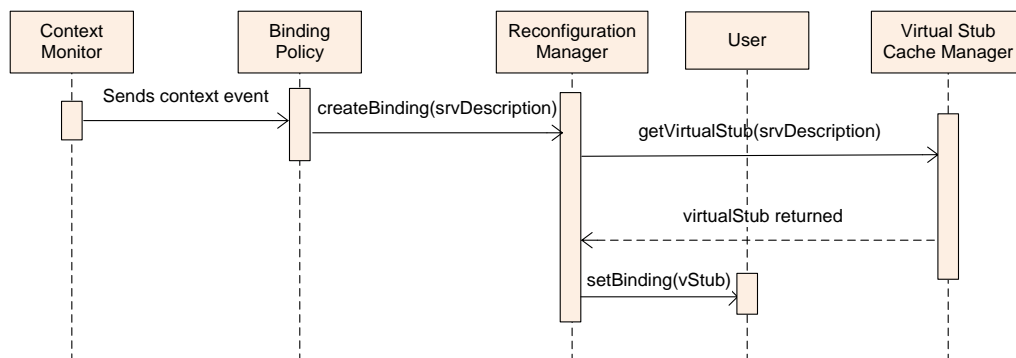 Context
Monitor
Binding
Policy
Reconfiguration
Manager
User
Virtual Stub
Cache Manager
Sends context event
createBinding(srvDescription)
getVirtualStub(srvDescription)
virtualStub returned
setBinding(vStub)